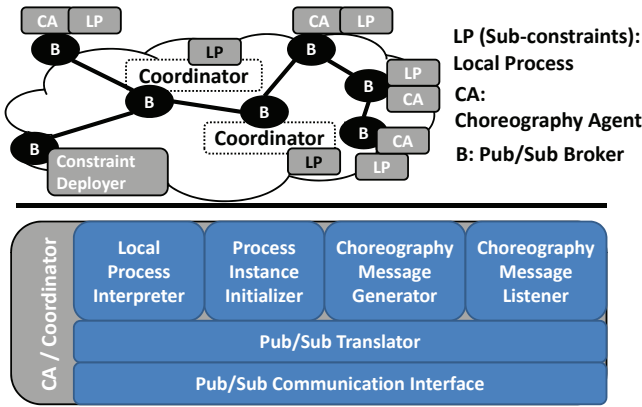 CA LP
B
LP
Coordinator
B
CA LP
B
B
LP
CA
B
Coordinator
LP
B
CA
LP
B
Constraint
Deployer
LP (Sub-constraints):
Local Process
CA:
Choreography Agent
B: Pub/Sub Broker
CA / Coordinator
Local
Process
Interpreter
Process
Instance
Initializer
Choreography
Message
Generator
Choreography
Message
Listener
Pub/Sub Translator
Pub/Sub Communication Interface